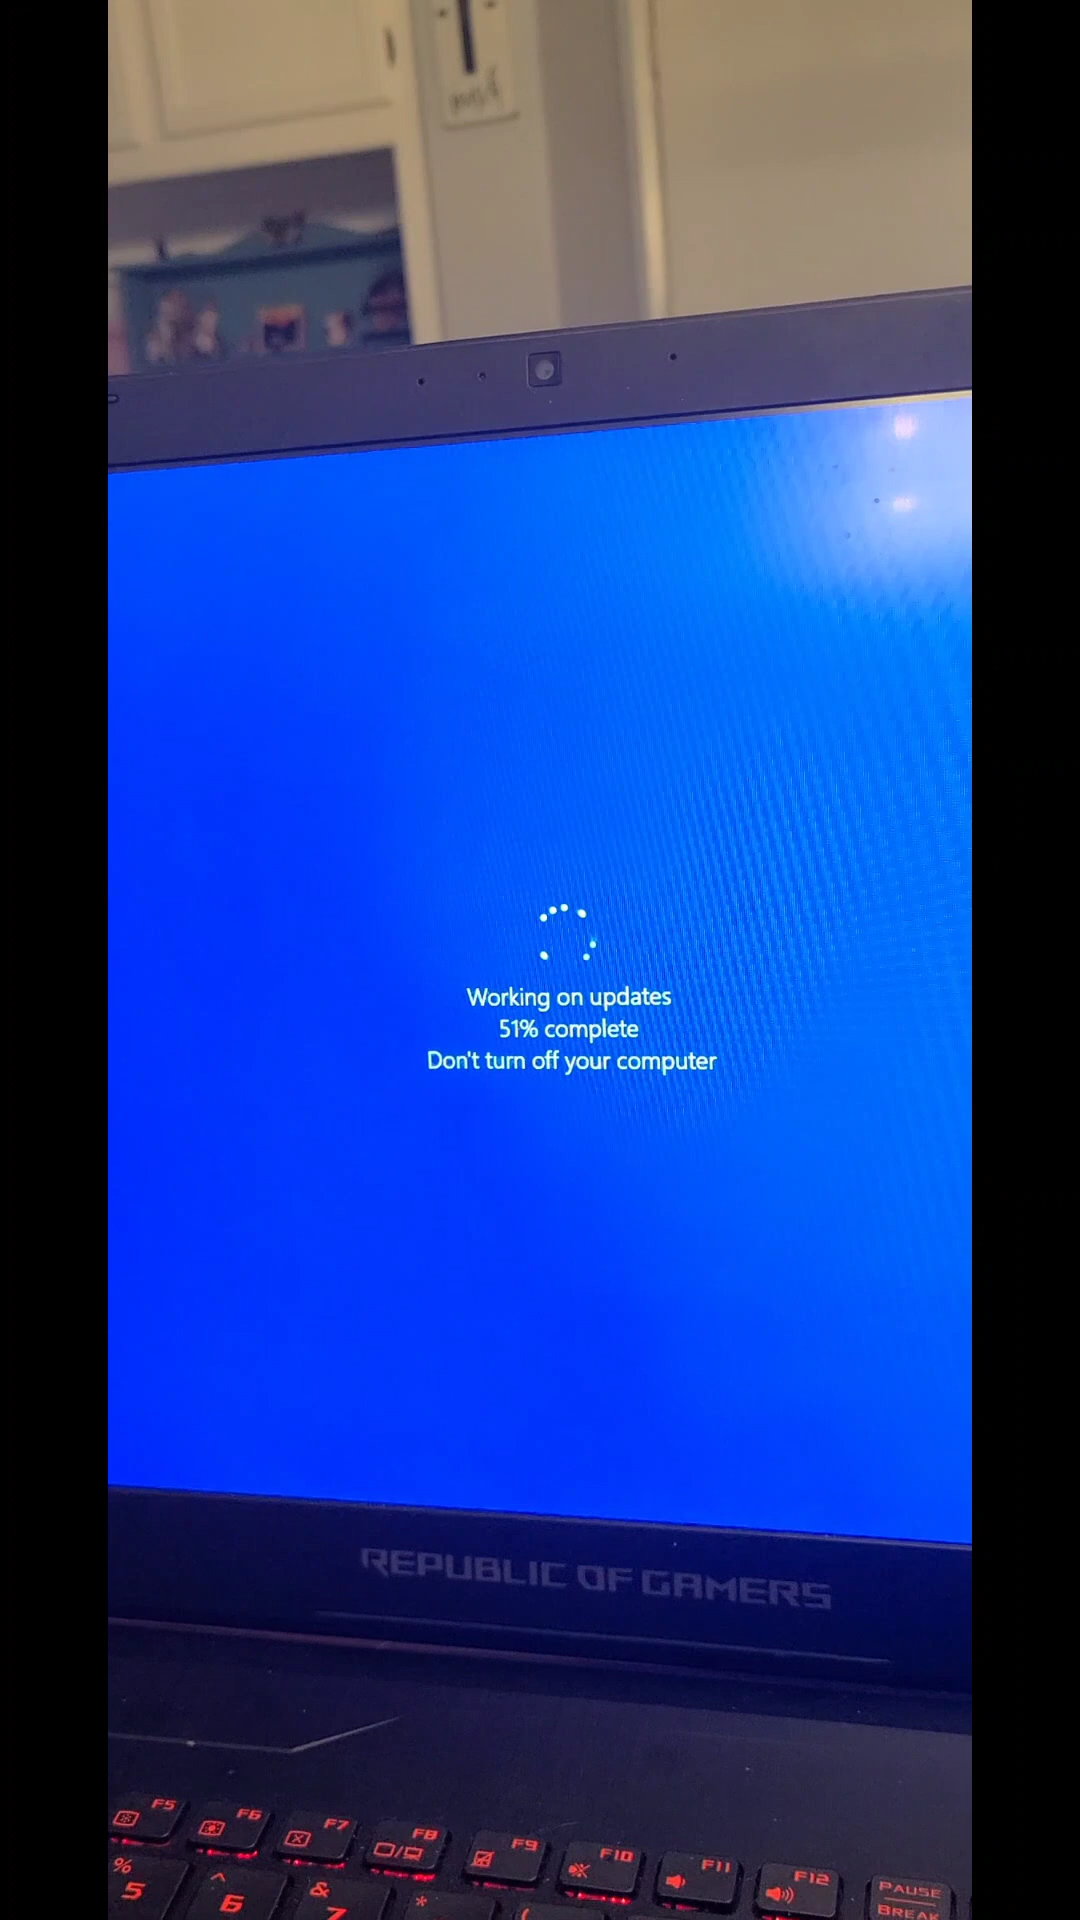 Working on updates
51% complete
Don't turn off your computer
REPUBLIC OF GAMERS
F5 F6 F7 F8 F9 F10 F11 F12 PAUSE
BREAK
% 5 ^ 6 & 7 * (